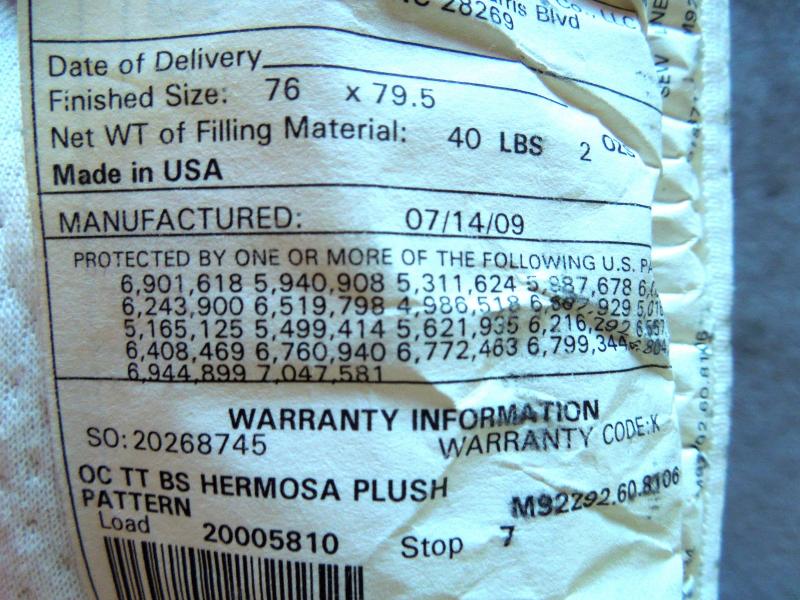 28269
Blvd
Date of Delivery
Finished Size: 76 x 79.5
Net WT of Filling Material: 40 LBS 2 OZS
Made in USA
MANUFACTURED: 07/14/09
PROTECTED BY ONE OR MORE OF THE FOLLOWING U.S.
6,901,618 5,940,908 5,311,624 5,987,678
6,243,900 6,519,798 4,986,518
5,165,125 5,499,414 5,621,935 6,216,292
6,408,469 6,760,940 6,772,463 6,799,344
6,944,899 7,047,581
WARRANTY INFORMATION
SO: 20268745 WARRANTY CODE: K
OC TT BS HERMOSA PLUSH
PATTERN M92Z92.60.8106
Load 20005810 Stop 7